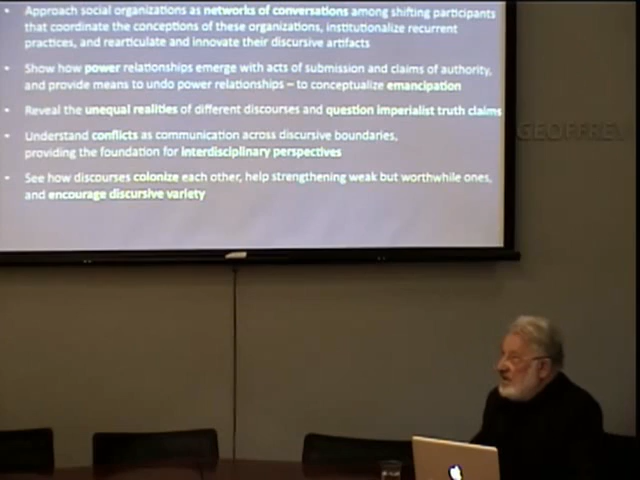 • Approach social organizations as networks of conversations among shifting participants
that coordinate the conceptions of these organizations, institutionalize recurrent
practices, and rearticulate and innovate their discursive artifacts
• Show how power relationships emerge with acts of submission and claims of authority,
and provide means to undo power relationships – to conceptualize emancipation
• Reveal the unequal realities of different discourses and question imperialist truth claims
• Understand conflicts as communication across discursive boundaries,
providing the foundation for interdisciplinary perspectives
• See how discourses colonize each other, help strengthening weak but worthwhile ones,
and encourage discursive variety
GEOFFREY